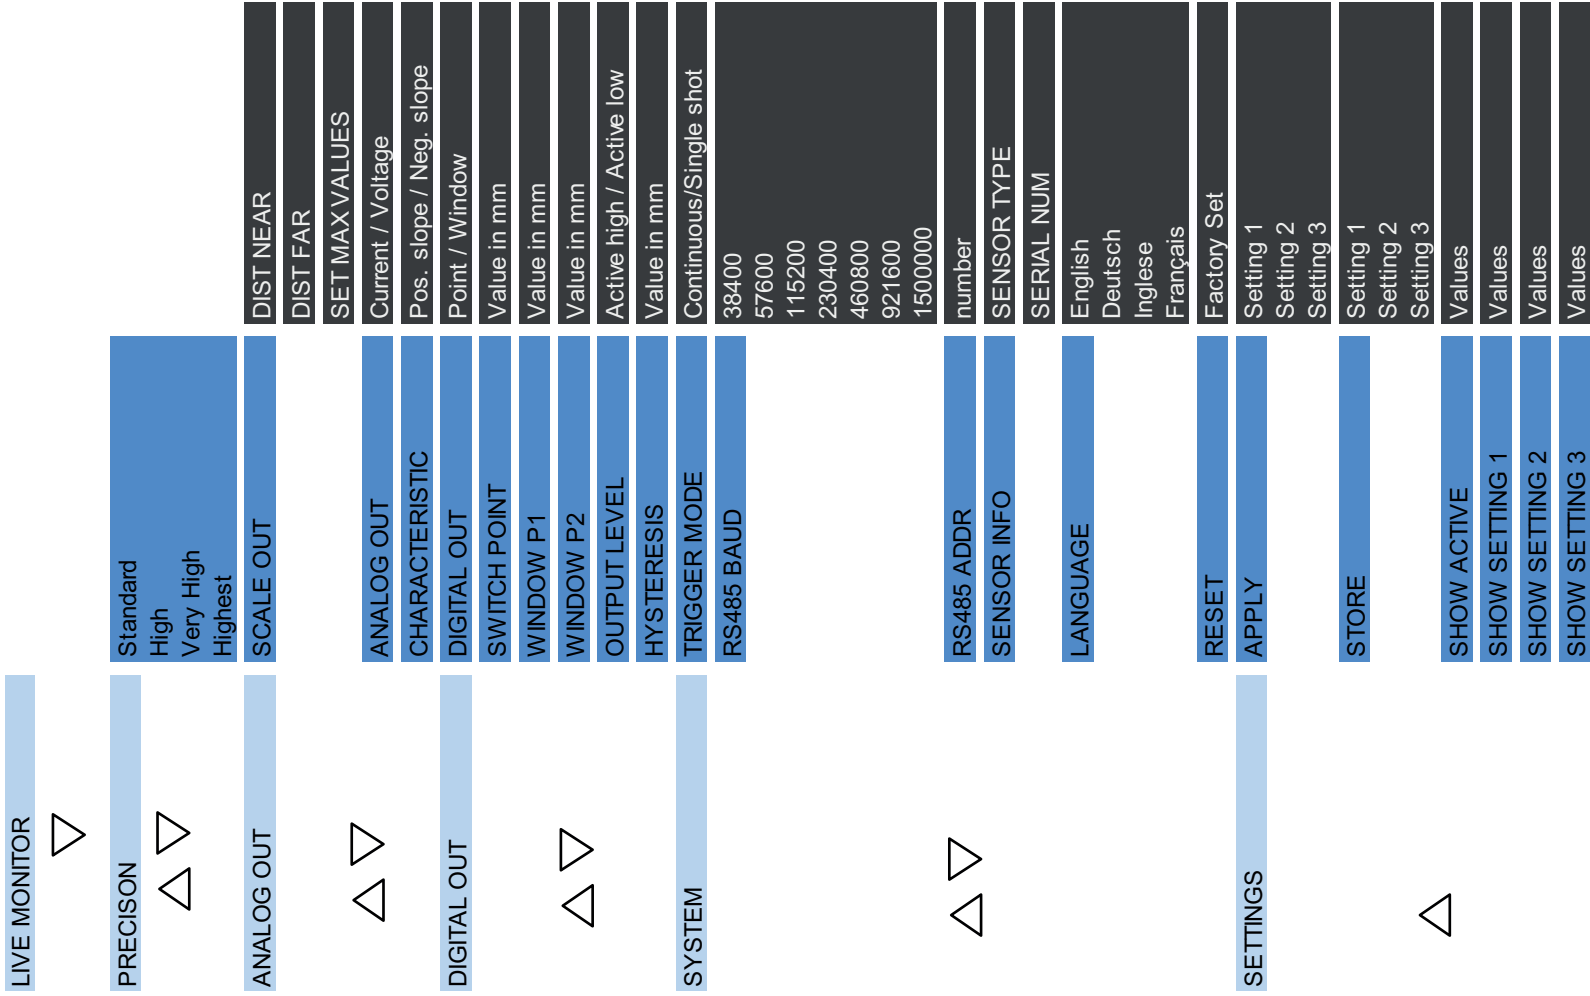 LIVE MONITOR
PRECISON
Standard
High
Very High
Highest
ANALOG OUT
SCALE OUT
DIST NEAR
DIST FAR
SET MAX VALUES
ANALOG OUT
Current / Voltage
CHARACTERISTIC
Pos. slope / Neg. slope
DIGITAL OUT
DIGITAL OUT
Point / Window
SWITCH POINT
Value in mm
WINDOW P1
Value in mm
WINDOW P2
Value in mm
OUTPUT LEVEL
Active high / Active low
HYSTERESIS
Value in mm
SYSTEM
TRIGGER MODE
Continuous/Single shot
RS485 BAUD
38400
57600
115200
230400
460800
921600
1500000
RS485 ADDR
number
SENSOR INFO
SENSOR TYPE
SERIAL NUM
LANGUAGE
English
Deutsch
Inglese
Français
RESET
Factory Set
SETTINGS
APPLY
Setting 1
Setting 2
Setting 3
STORE
Setting 1
Setting 2
Setting 3
SHOW ACTIVE
Values
SHOW SETTING 1
Values
SHOW SETTING 2
Values
SHOW SETTING 3
Values